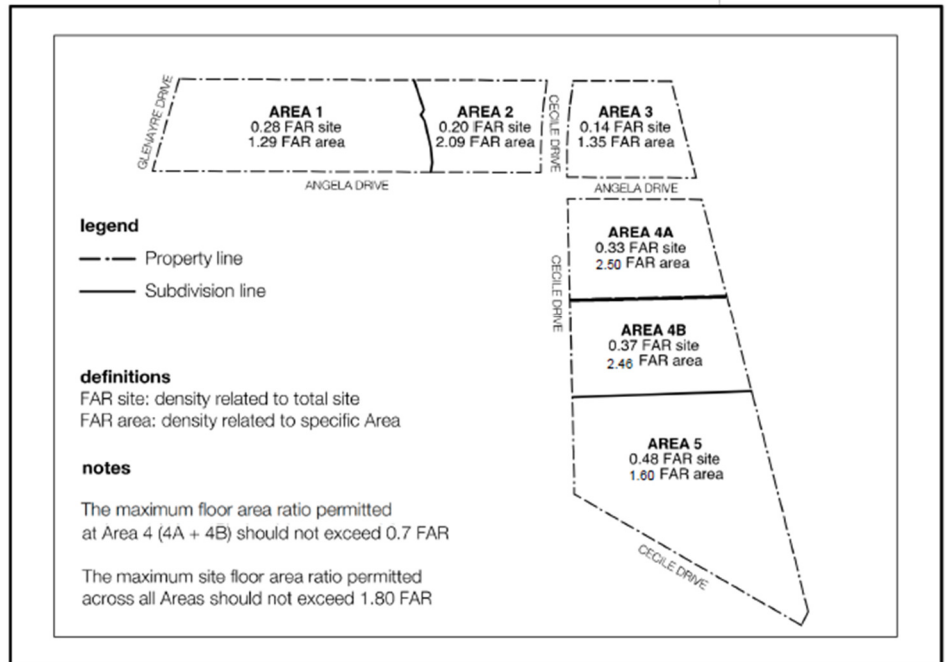 GLENAYRE DRIVE
AREA 1
0.28 FAR site
1.29 FAR area
AREA 2
0.20 FAR site
2.09 FAR area
CECILE DRIVE
AREA 3
0.14 FAR site
1.35 FAR area
ANGELA DRIVE
ANGELA DRIVE
AREA 4A
0.33 FAR site
2.50 FAR area
CECILE DRIVE
AREA 4B
0.37 FAR site
2.46 FAR area
AREA 5
0.48 FAR site
1.60 FAR area
CECILE DRIVE
legend
Property line
Subdivision line
definitions
FAR site: density related to total site
FAR area: density related to specific Area
notes
The maximum floor area ratio permitted
at Area 4 (4A + 4B) should not exceed 0.7 FAR
The maximum site floor area ratio permitted
across all Areas should not exceed 1.80 FAR